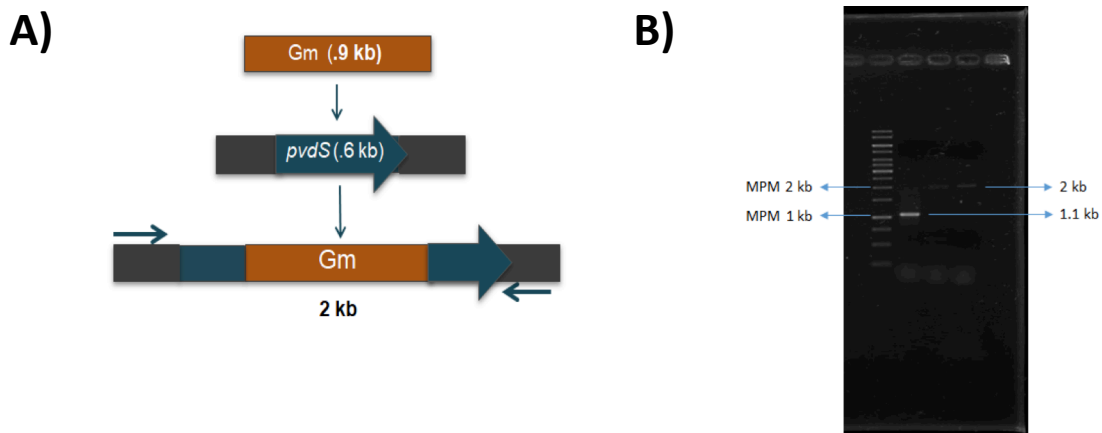 A)
Gm (.9 kb)
pvdS (.6 kb)
Gm
2 kb
B)
MPM 2 kb
2 kb
MPM 1 kb
1.1 kb